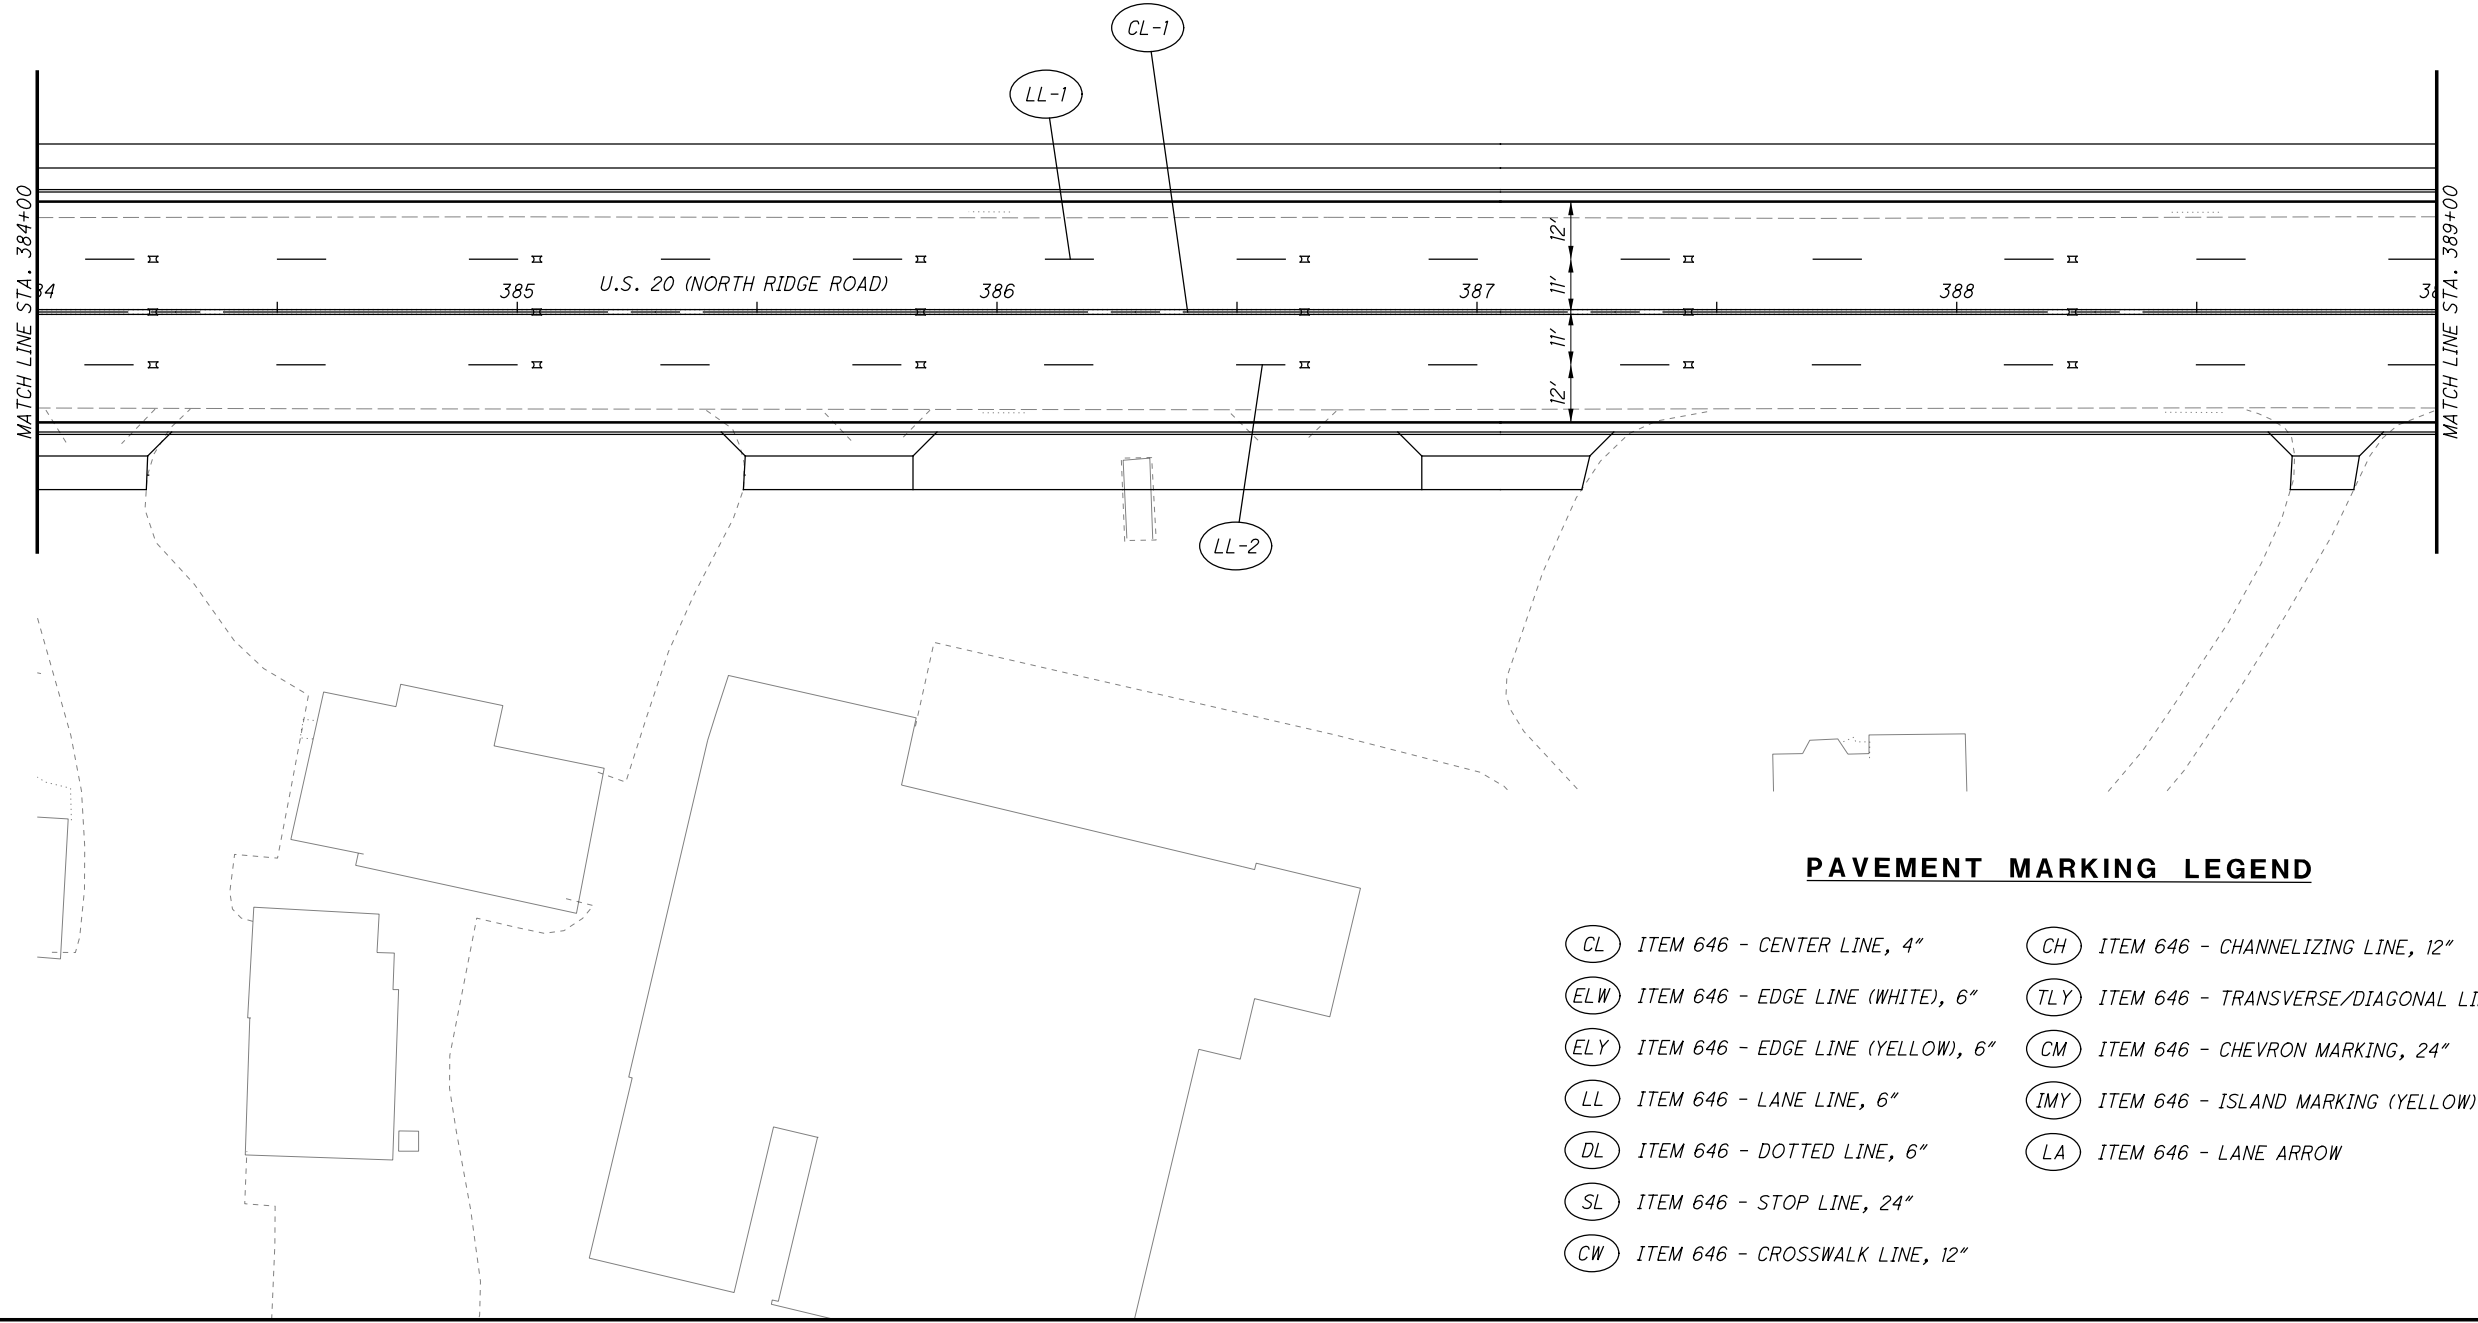 CL-1
LL-1
MATCH LINE STA. 384+00
MATCH LINE STA. 389+00
12'
11'
11'
12'
U.S. 20 (NORTH RIDGE ROAD)
385
386
387
388
LL-2
PAVEMENT MARKING LEGEND
CL ITEM 646 - CENTER LINE, 4"
ELW ITEM 646 - EDGE LINE (WHITE), 6"
ELY ITEM 646 - EDGE LINE (YELLOW), 6"
LL ITEM 646 - LANE LINE, 6"
DL ITEM 646 - DOTTED LINE, 6"
SL ITEM 646 - STOP LINE, 24"
CW ITEM 646 - CROSSWALK LINE, 12"
CH ITEM 646 - CHANNELIZING LINE, 12"
TLY ITEM 646 - TRANSVERSE/DIAGONAL
CM ITEM 646 - CHEVRON MARKING, 24"
IMY ITEM 646 - ISLAND MARKING (YELLOW)
LA ITEM 646 - LANE ARROW